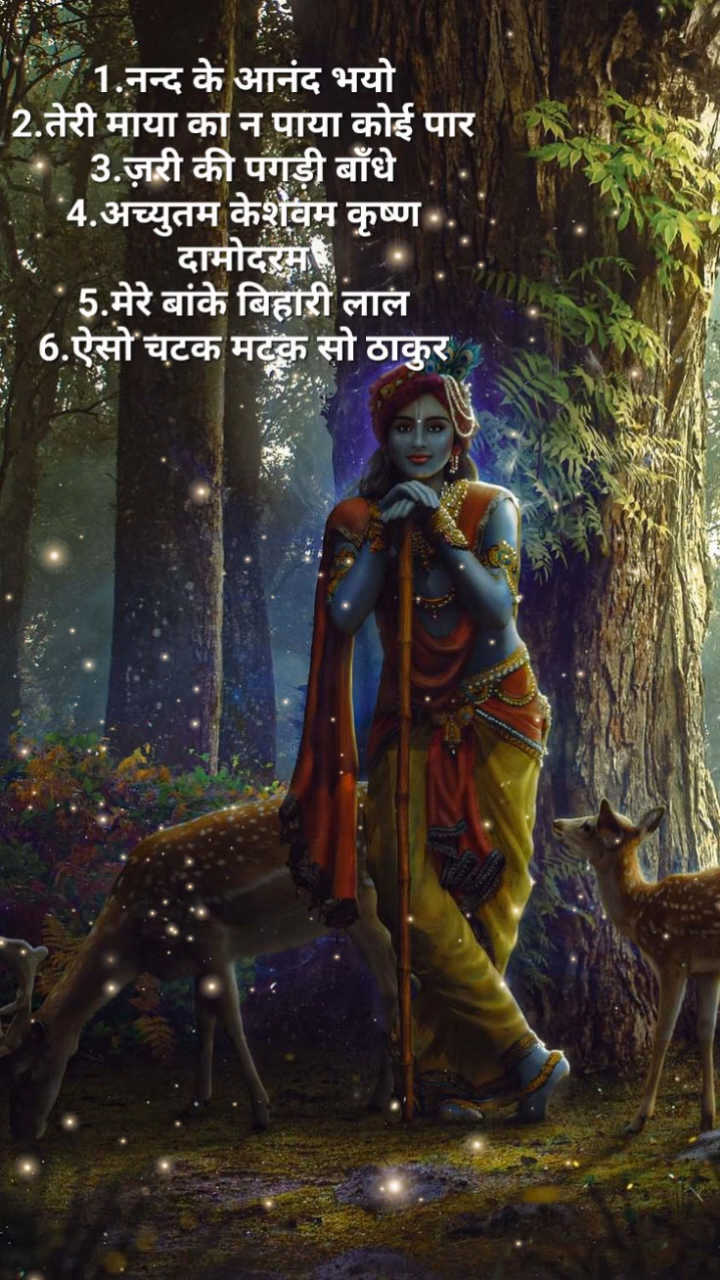 1.नन्द के आनंद भयो
2.तेरी माया का न पाया कोई पार
3.ज़री की पगड़ी बाँधे
4.अच्युतम केशवम कृष्ण
दामोदरम
5.मेरे बांके बिहारी लाल
6.ऐसो चटक मटक सो ठाकुर